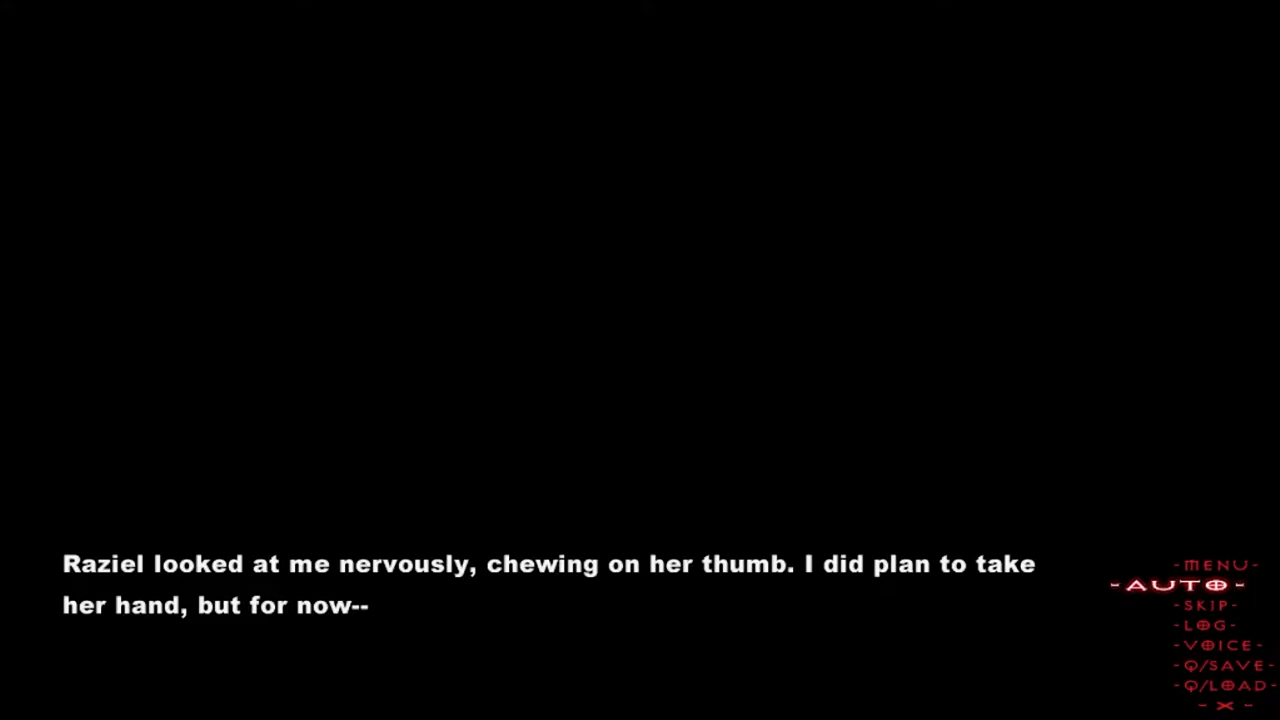 Raziel looked at me nervously, chewing on her thumb. I did plan to take
her hand, but for now--
-MENU-
-AUTO-
-SKIP-
-LOG-
-VOICE-
-Q/SAVE-
-Q/LOAD-
-X-